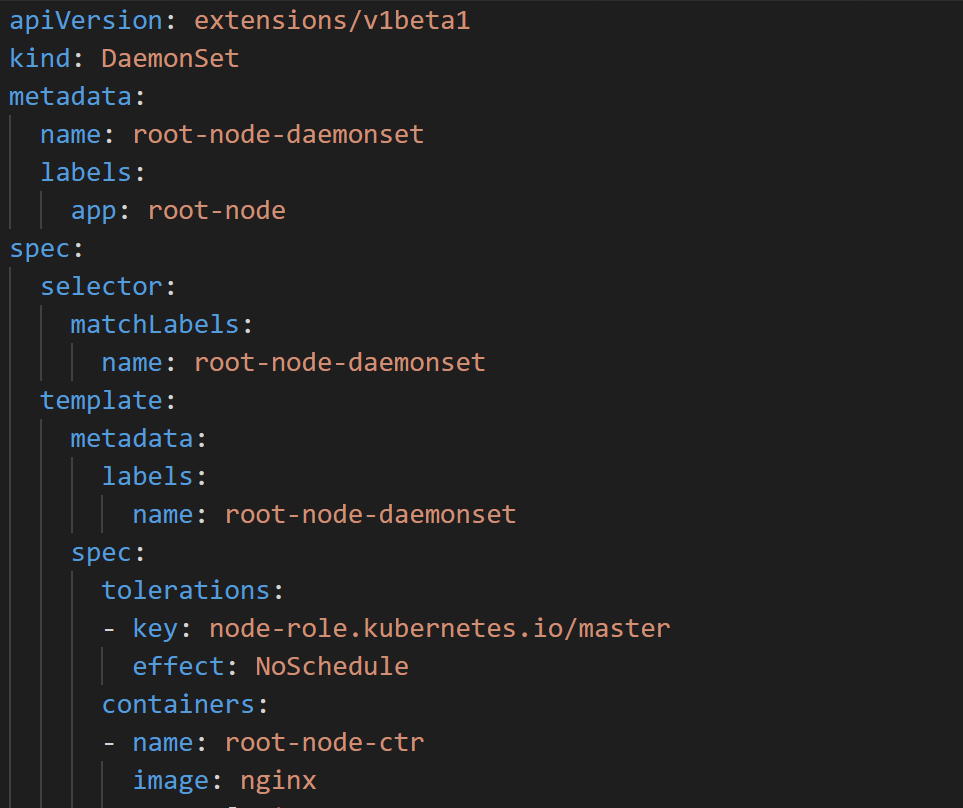 apiVersion: extensions/v1beta1
kind: DaemonSet
metadata:
  name: root-node-daemonset
  labels:
    app: root-node
spec:
  selector:
    matchLabels:
      name: root-node-daemonset
  template:
    metadata:
      labels:
        name: root-node-daemonset
    spec:
      tolerations:
      - key: node-role.kubernetes.io/master
        effect: NoSchedule
      containers:
      - name: root-node-ctr
        image: nginx